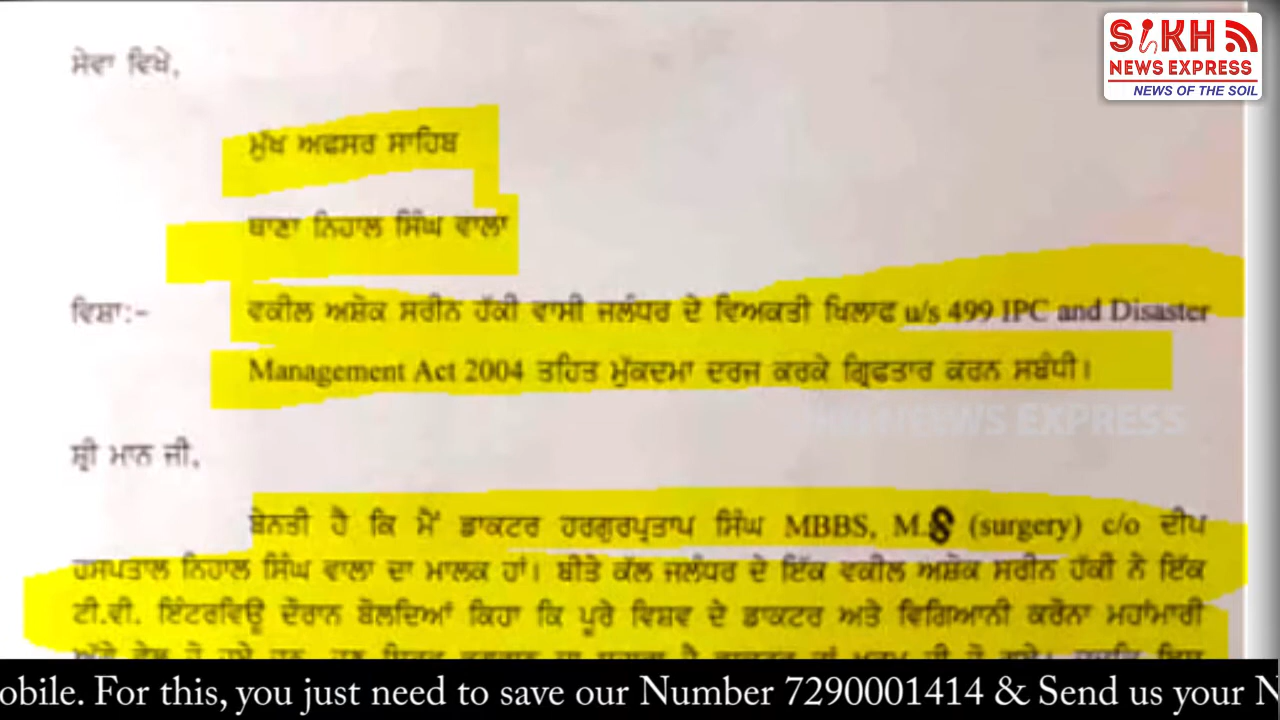 SIKH
NEWS EXPRESS
NEWS OF THE SOIL
ਸੇਵਾ ਵਿਖੇ,
ਮੁੱਖ ਅਫਸਰ ਸਾਹਿਬ
ਥਾਣਾ ਨਿਹਾਲ ਸਿੰਘ ਵਾਲਾ
ਵਿਸ਼ਾ:- ਵਕੀਲ ਅਸ਼ੋਕ ਸਰੀਨ ਹੱਕੀ ਵਾਸੀ ਜਲੰਧਰ ਦੇ ਵਿਅਕਤੀ ਖਿਲਾਫ u/s 499 IPC and Disaster
Management Act 2004 ਤਹਿਤ ਮੁੱਕਦਮਾ ਦਰਜ ਕਰਕੇ ਗ੍ਰਿਫਤਾਰ ਕਰਨ ਸਬੰਧੀ।
NEWS EXPRESS
ਸ਼੍ਰੀ ਮਾਨ ਜੀ,
ਬੇਨਤੀ ਹੈ ਕਿ ਮੈਂ ਡਾਕਟਰ ਹਰਗੁਰਪ੍ਰਤਾਪ ਸਿੰਘ MBBS, M.S (surgery) c/o ਦੀਪ
ਹਸਪਤਾਲ ਨਿਹਾਲ ਸਿੰਘ ਵਾਲਾ ਦਾ ਮਾਲਕ ਹਾਂ। ਬੀਤੇ ਕੱਲ ਜਲੰਧਰ ਦੇ ਇੱਕ ਵਕੀਲ ਅਸ਼ੋਕ ਸਰੀਨ ਹੱਕੀ ਨੇ ਇੱਕ
ਟੀ.ਵੀ. ਇੰਟਰਵਿਊ ਦੌਰਾਨ ਬੋਲਦਿਆਂ ਕਿਹਾ ਕਿ ਪੂਰੇ ਵਿਸ਼ਵ ਦੇ ਡਾਕਟਰ ਅਤੇ ਵਿਗਿਆਨੀ ਕਰੋਨਾ ਮਹਾਂਮਾਰੀ
obile. For this, you just need to save our Number 7290001414 & Send us your N